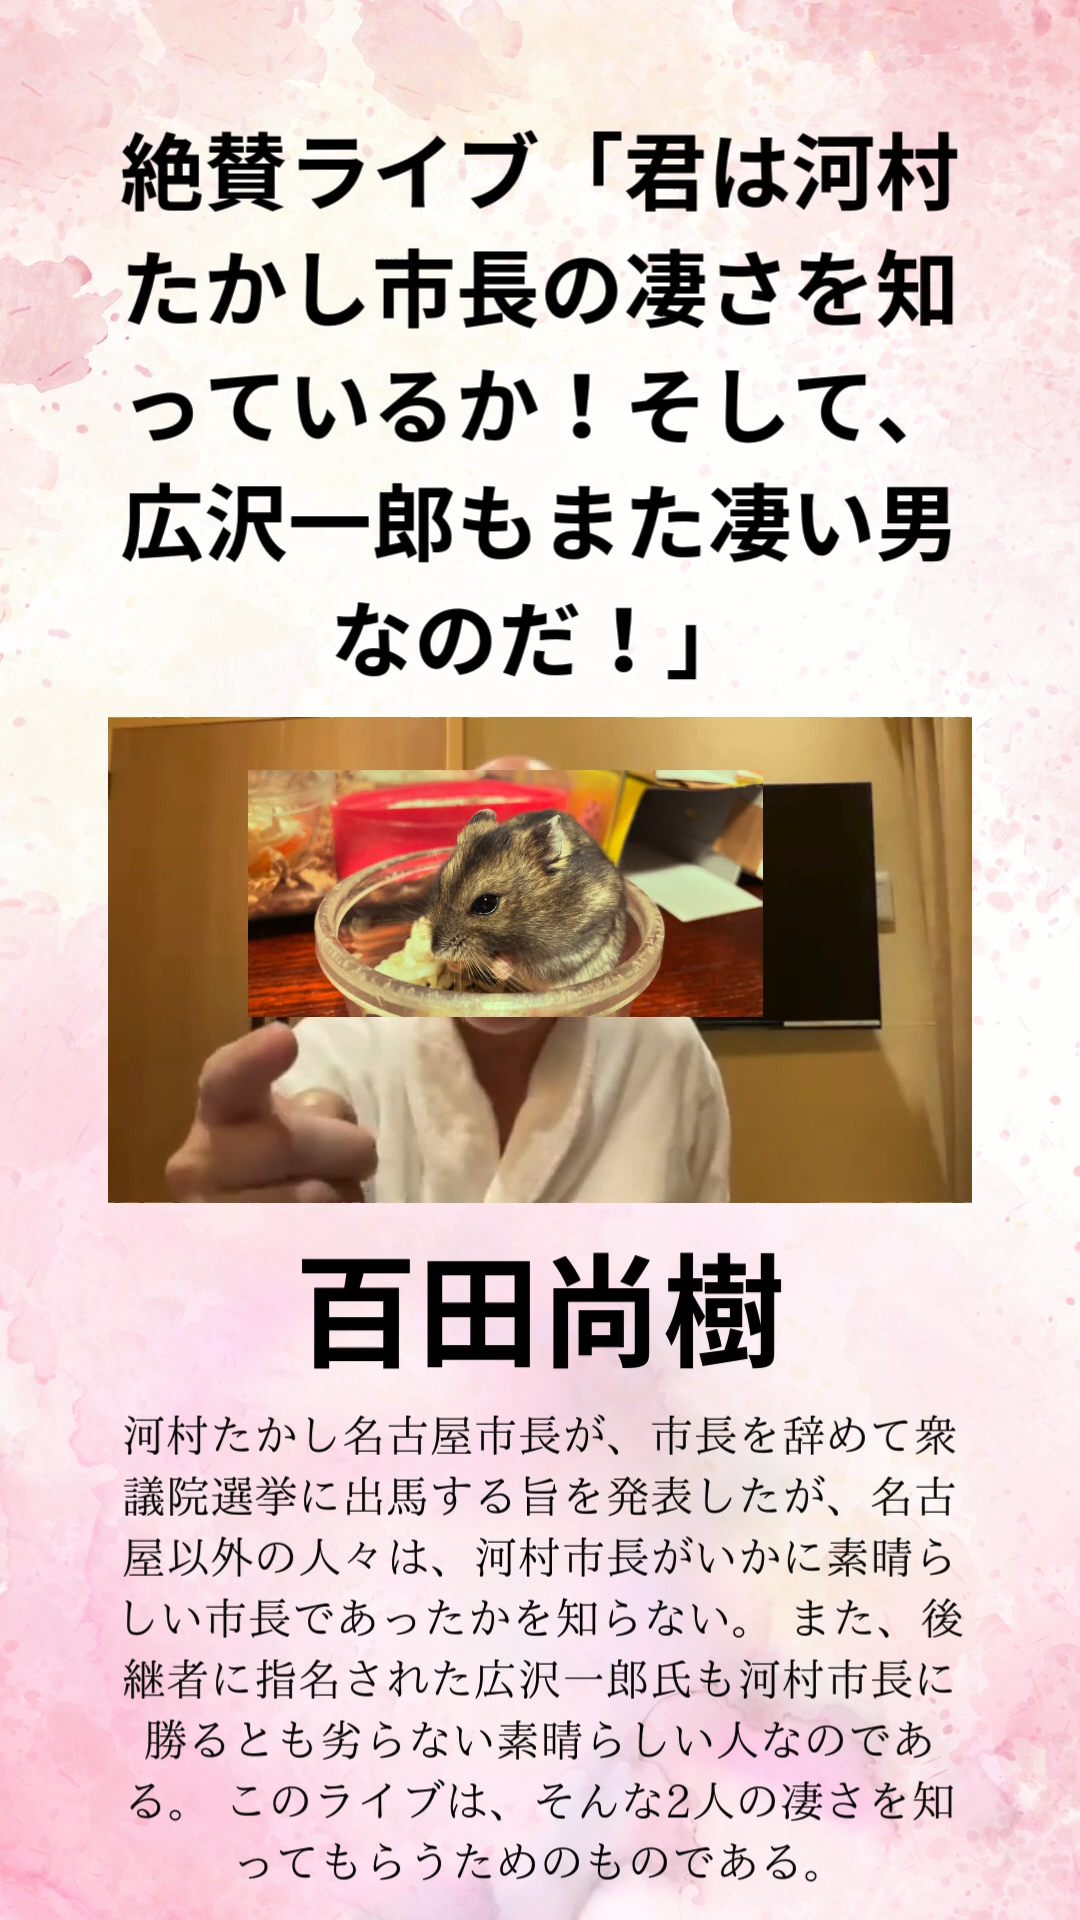 絶賛ライブ「君は河村
たかし市長の凄さを知
っているか！そして、
広沢一郎もまた凄い男
なのだ！」
百田尚樹
河村たかし名古屋市長が、市長を辞めて衆
議院選挙に出馬する旨を発表したが、名古
屋以外の人々は、河村市長がいかに素晴ら
しい市長であったかを知らない。 また、後
継者に指名された広沢一郎氏も河村市長に
勝るとも劣らない素晴らしい人なのであ
る。 このライブは、そんな2人の凄さを知
ってもらうためのものである。